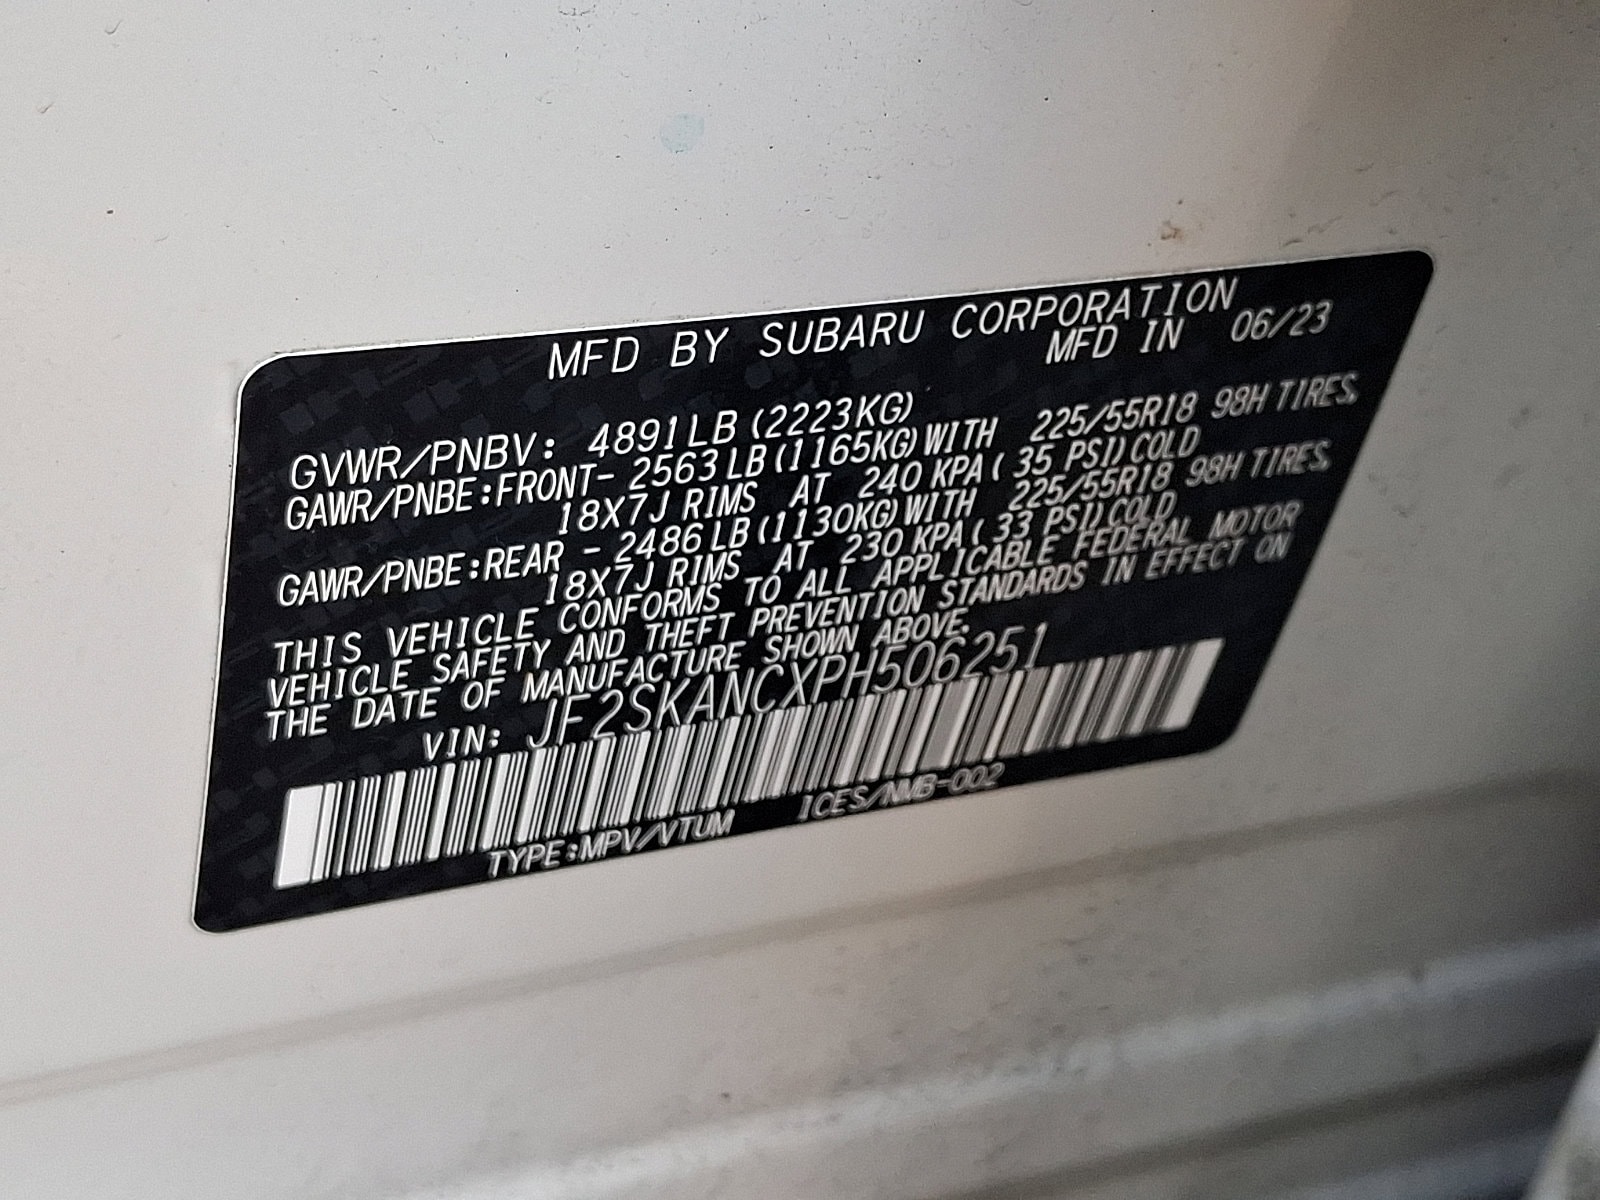 MFD BY SUBARU CORPORATION
MFD IN 06/23
GVWR/PNBV: 4891LB (2223KG)
GAWR/PNBE:FRONT- 2563LB(1165KG)WITH 225/55R18 98H TIRES,
18X7J RIMS AT 240 KPA( 35 PSI)COLD
GAWR/PNBE:REAR - 2486LB(1130KG)WITH 225/55R18 98H TIRES,
18X7J RIMS AT 230 KPA( 33 PSI)COLD
THIS VEHICLE CONFORMS TO ALL APPLICABLE FEDERAL MOTOR
VEHICLE SAFETY AND THEFT PREVENTION STANDARDS IN EFFECT ON
THE DATE OF MANUFACTURE SHOWN ABOVE.
VIN: JF2SKANCXPH506251
TYPE:MPV/VTUM ICES/NMB-002